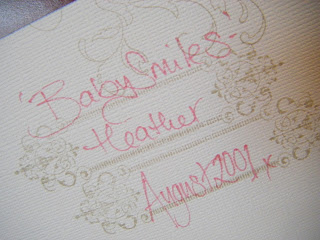 'Baby Smiles'
Heather
August 2001 x